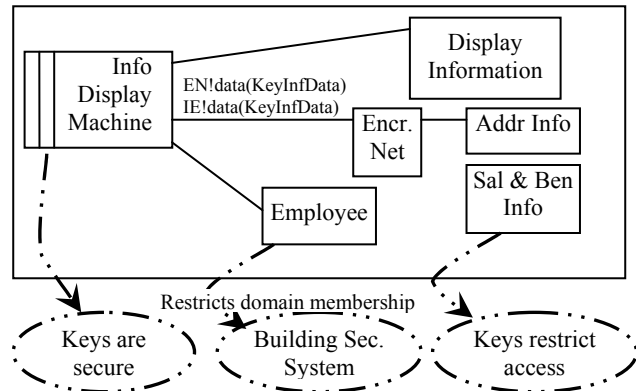 Info
Display
Machine
Display
Information
EN!data(KeyInfData)
IE!data(KeyInfData)
Encr.
Net
Addr Info
Sal & Ben
Info
Employee
Restricts domain membership
Keys are
secure
Building Sec.
System
Keys restrict
access